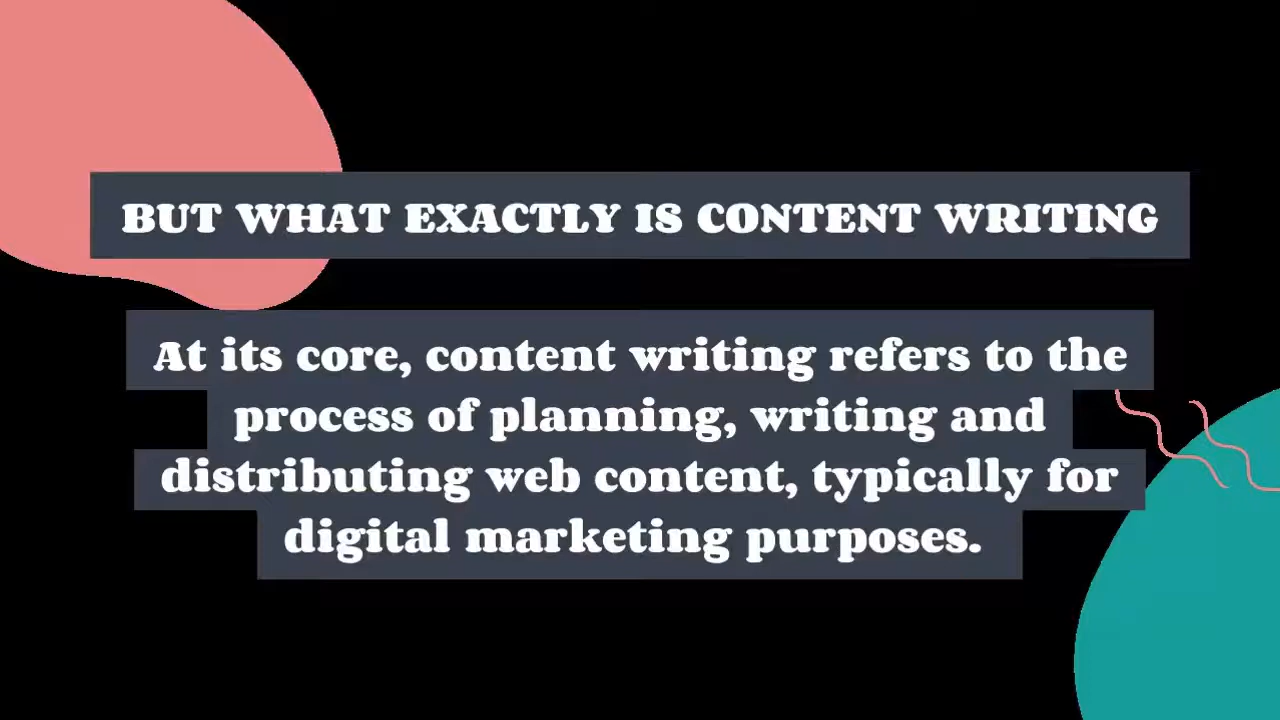 BUT WHAT EXACTLY IS CONTENT WRITING
At its core, content writing refers to the
process of planning, writing and
distributing web content, typically for
digital marketing purposes.